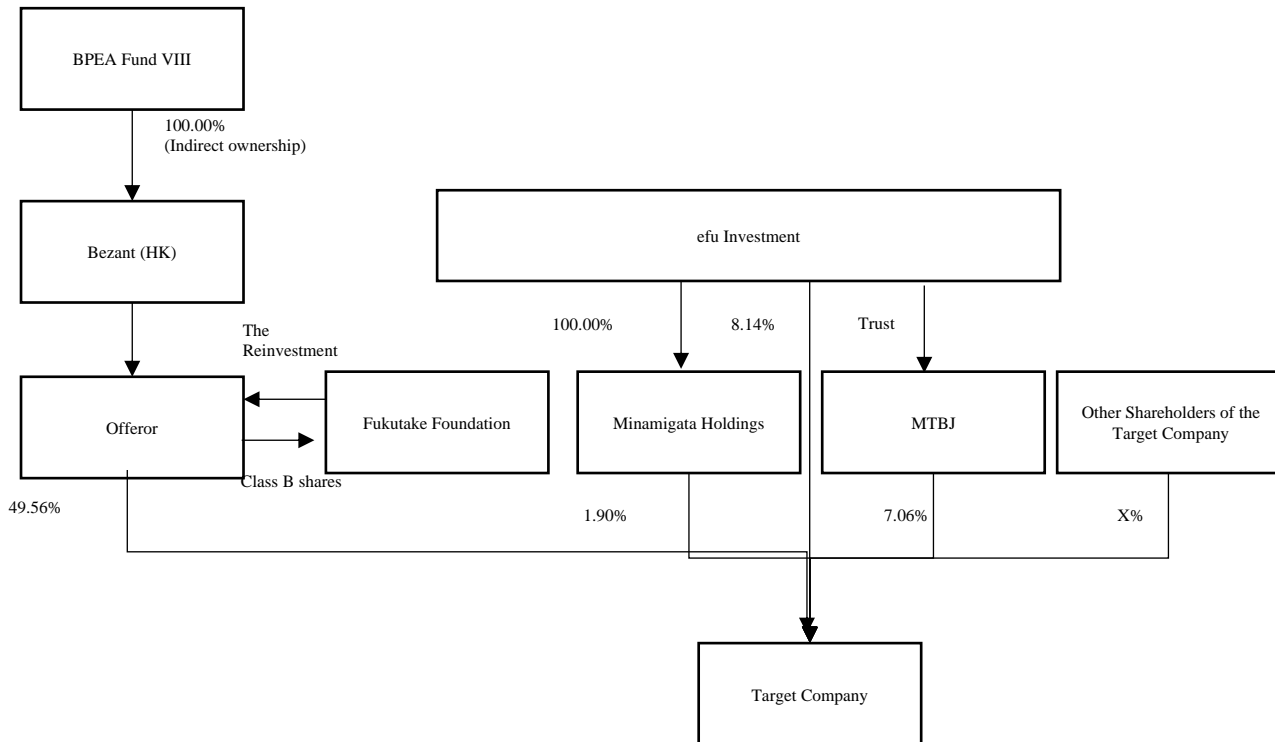 BPEA Fund VIII
100.00%
(Indirect ownership)
Bezant (HK)
efu Investment
The
Reinvestment
100.00%
8.14%
Trust
Offeror
Fukutake Foundation
Minamigata Holdings
MTBJ
Other Shareholders of the
Target Company
Class B shares
49.56%
1.90%
7.06%
X%
Target Company